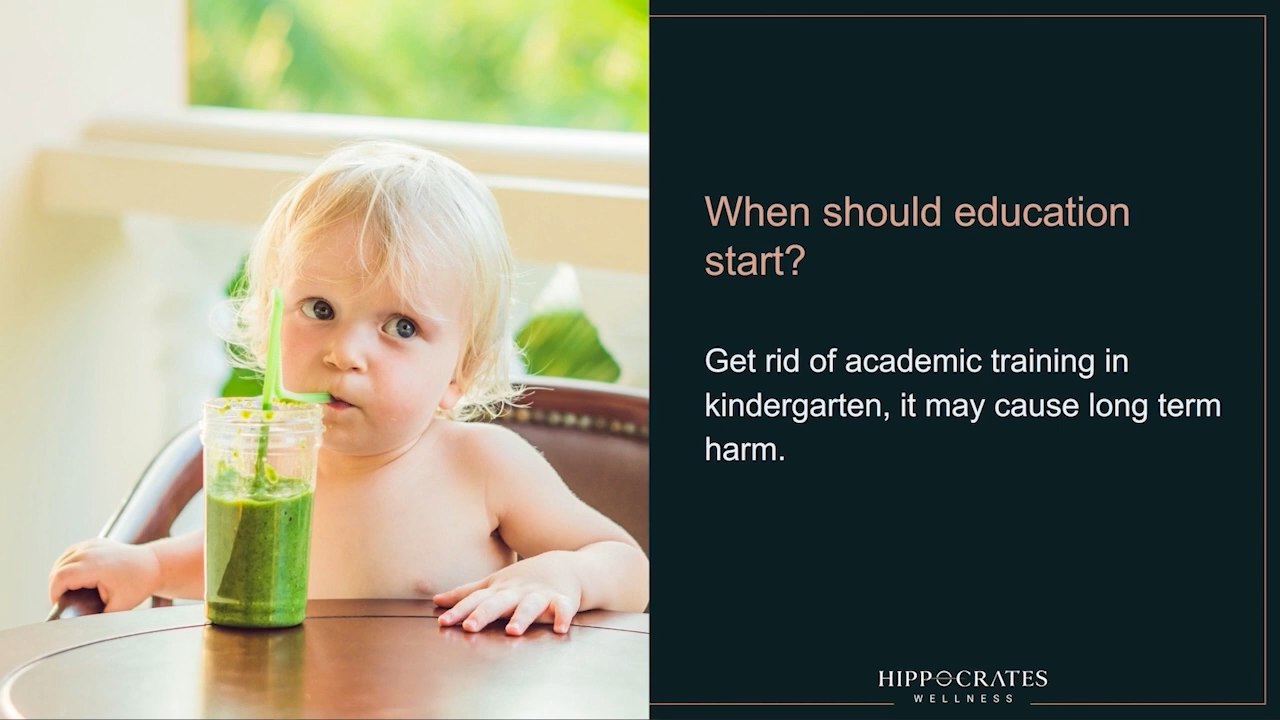 When should education
start?
Get rid of academic training in
kindergarten, it may cause long term
harm.
HIPPOCRATES
WELLNESS